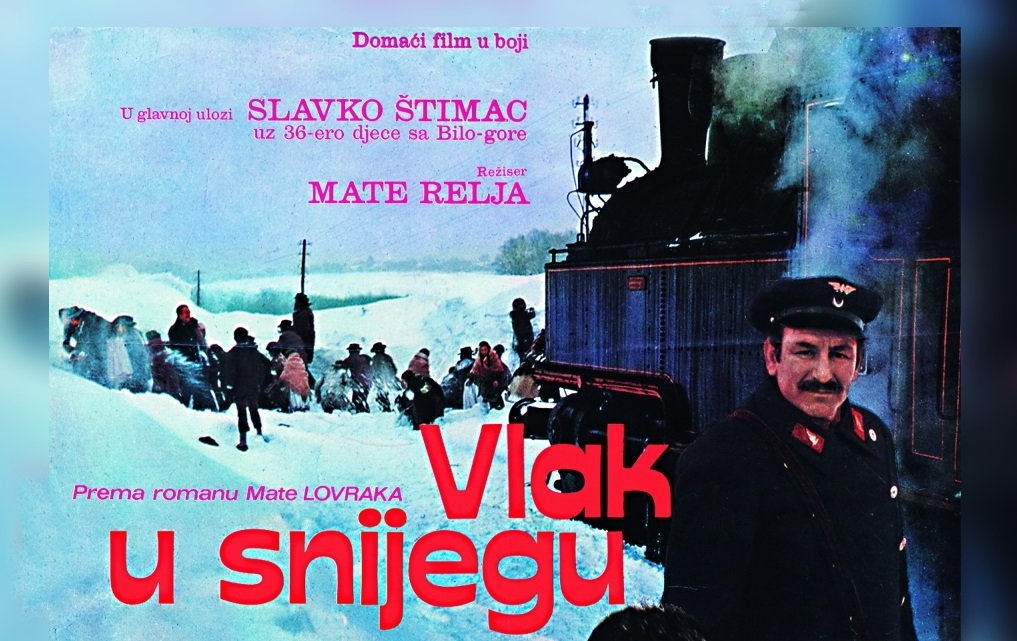 Domaći film u boji
U glavnoj ulozi SLAVKO ŠTIMAC
uz 36-ero djece sa Bilo-gore
Režiser
MATE RELJA
Prema romanu Mate LOVRAKA
Vlak
u snijegu